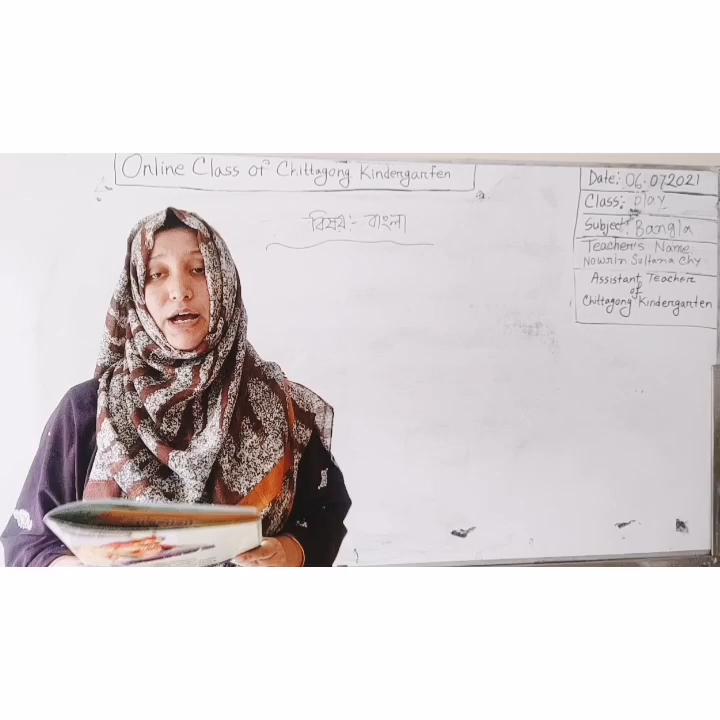 Online Class of Chittagong Kindergarten
বিষয়:- বাংলা
Date: 06.07.2021
Class: play
Subject: Bangla
Teacher's Name
Nowrin Sultana Chy
Assistant Teacher
of
Chittagong Kindergarten